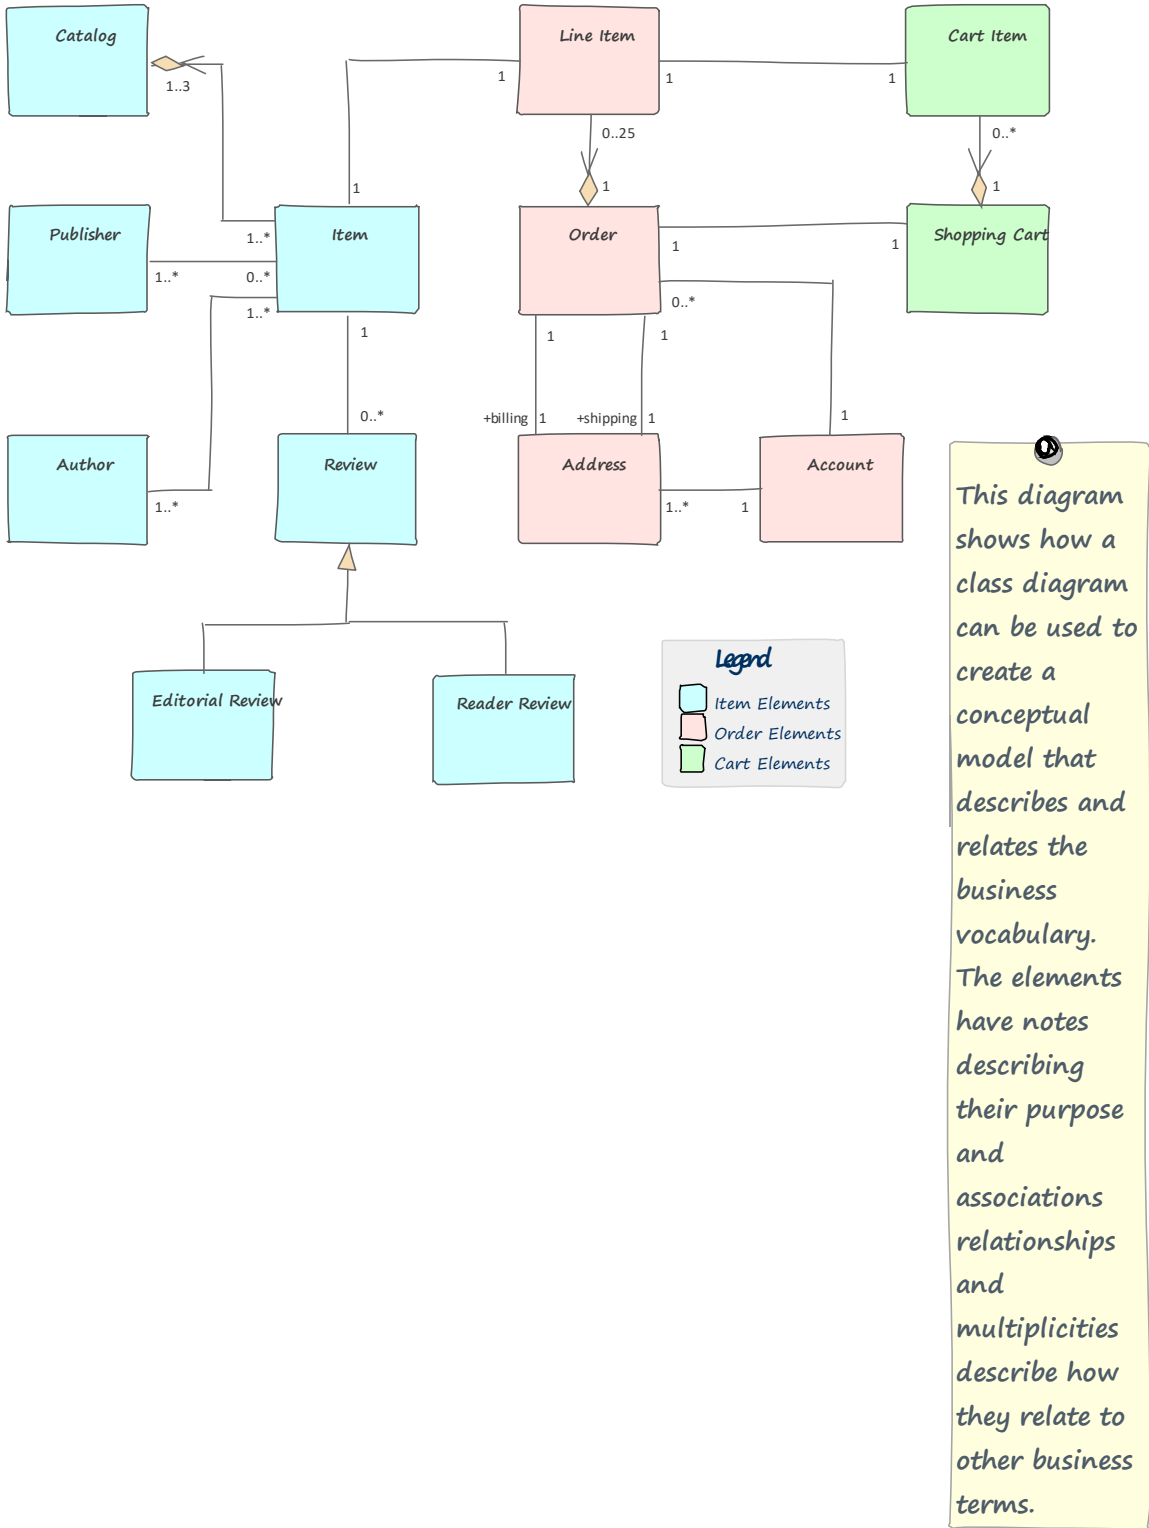 Catalog
Line Item
Cart Item
1..3
1
1
1
0..25
0..*
1
1
1
Publisher
Item
Order
Shopping Cart
1..*
1
1
1..*
0..*
0..*
1..*
1
1
1
0..*
+billing
1
+shipping
1
1
Author
Review
Address
Account
1..*
1..*
1
Editorial Review
Reader Review
Legend
Item Elements
Order Elements
Cart Elements
This diagram
shows how a
class diagram
can be used to
create a
conceptual
model that
describes and
relates the
business
vocabulary.
The elements
have notes
describing
their purpose
and
associations
relationships
and
multiplicities
describe how
they relate to
other business
terms.